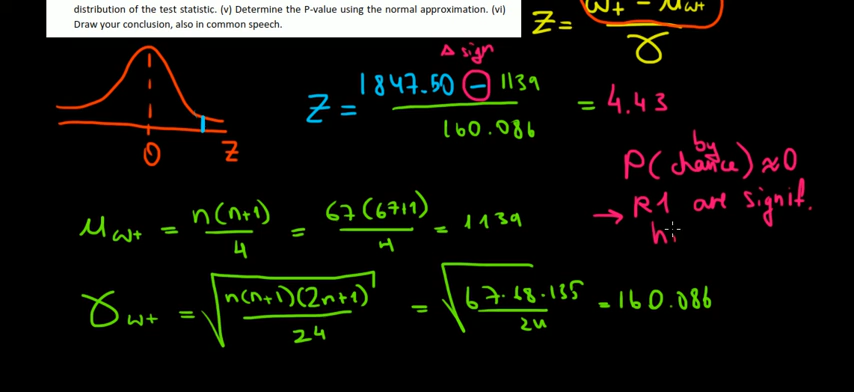 distribution of the test statistic. (v) Determine the P-value using the normal approximation. (vi)
Draw your conclusion, also in common speech.
Z = (W+ - μw+) / γ
Δ sign
Z = (1847.50 - 1139) / 160.086 = 4.43
0 Z
P(by chance) ≈ 0
→ R1 are signif.
hi
μw+ = n(n+1)/4 = 67(67+1)/4 = 1139
γw+ = √(n(n+1)(2n+1)/24) = √(67·68·135/24) = 160.086